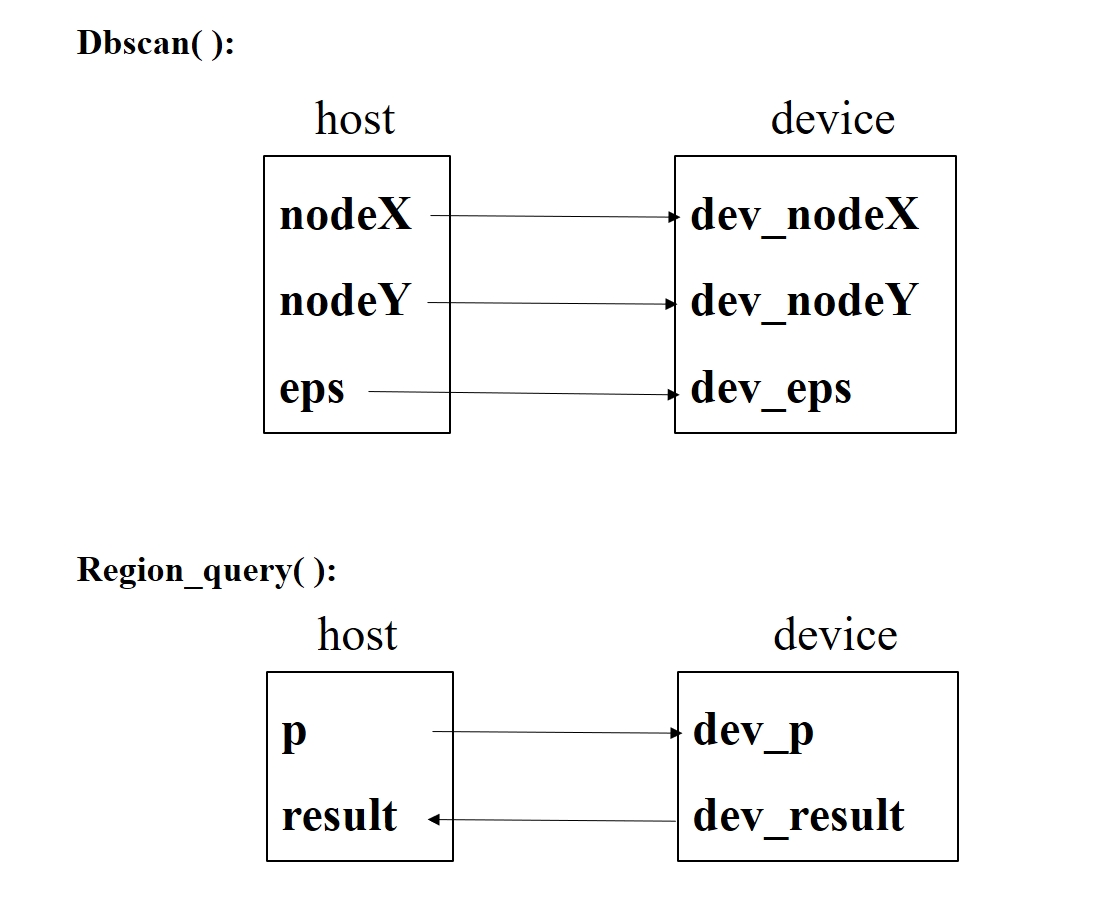 Dbscan( ):
host device
nodeX dev_nodeX
nodeY dev_nodeY
eps dev_eps
Region_query( ):
host device
p dev_p
result dev_result